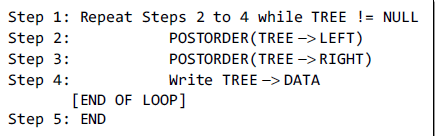 Step 1: Repeat Steps 2 to 4 while TREE != NULL
Step 2: POSTORDER(TREE -> LEFT)
Step 3: POSTORDER(TREE -> RIGHT)
Step 4: Write TREE -> DATA
[END OF LOOP]
Step 5: END